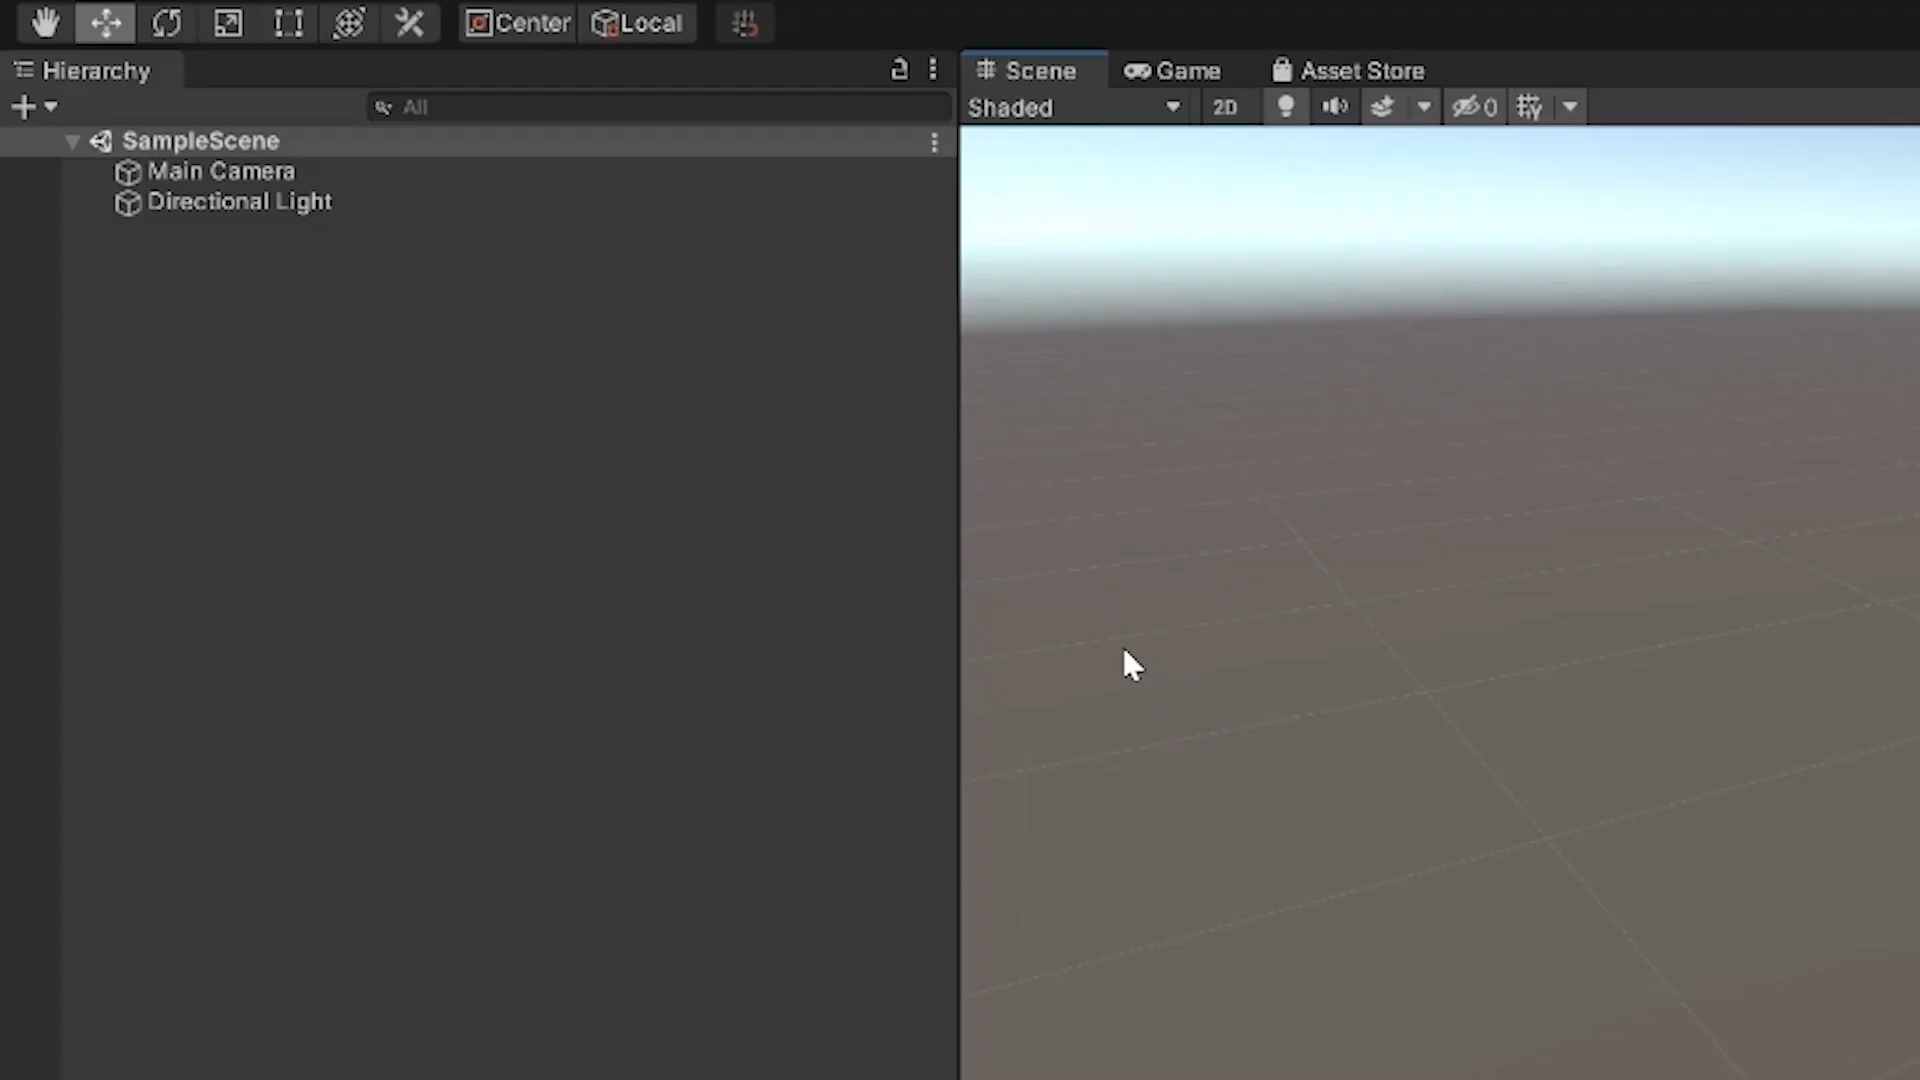 Center Local
Hierarchy
All
SampleScene
Main Camera
Directional Light
Scene Game Asset Store
Shaded 2D 0